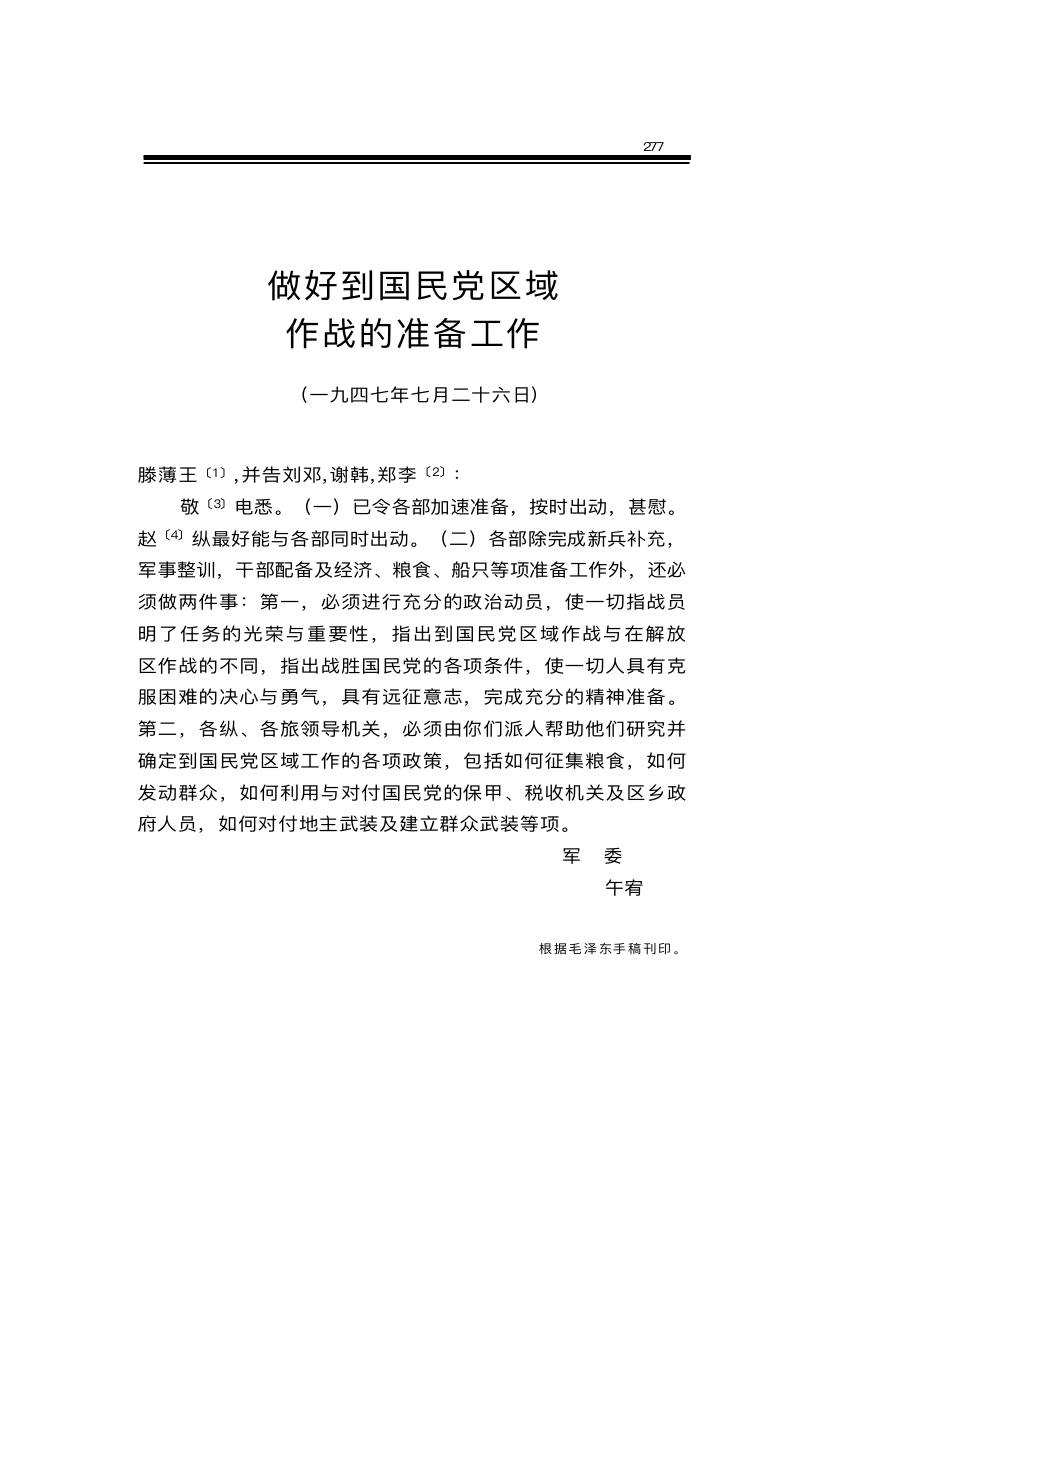 277
做好到国民党区域
作战的准备工作
（一九四七年七月二十六日）
滕薄王〔1〕,并告刘邓,谢韩,郑李〔2〕：
敬〔3〕电悉。（一）已令各部加速准备，按时出动，甚慰。
赵〔4〕纵最好能与各部同时出动。（二）各部除完成新兵补充，
军事整训，干部配备及经济、粮食、船只等项准备工作外，还必
须做两件事：第一，必须进行充分的政治动员，使一切指战员
明了任务的光荣与重要性，指出到国民党区域作战与在解放
区作战的不同，指出战胜国民党的各项条件，使一切人具有克
服困难的决心与勇气，具有远征意志，完成充分的精神准备。
第二，各纵、各旅领导机关，必须由你们派人帮助他们研究并
确定到国民党区域工作的各项政策，包括如何征集粮食，如何
发动群众，如何利用与对付国民党的保甲、税收机关及区乡政
府人员，如何对付地主武装及建立群众武装等项。
军　委
午宥
根据毛泽东手稿刊印。